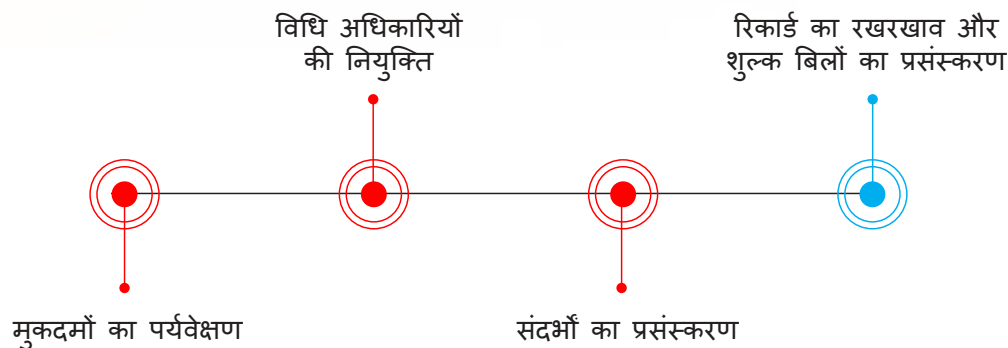 विधि अधिकारियों
की नियुक्ति
रिकार्ड का रखरखाव और
शुल्क बिलों का प्रसंस्करण
मुकदमों का पर्यवेक्षण
संदर्भों का प्रसंस्करण